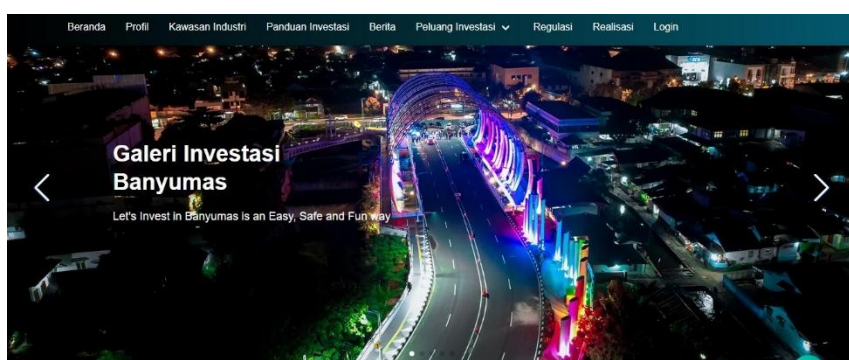 Beranda Profil Kawasan Industri Panduan Investasi Berita Peluang Investasi Regulasi Realisasi Login
Galeri Investasi
Banyumas
Let's Invest in Banyumas is an Easy, Safe and Fun way